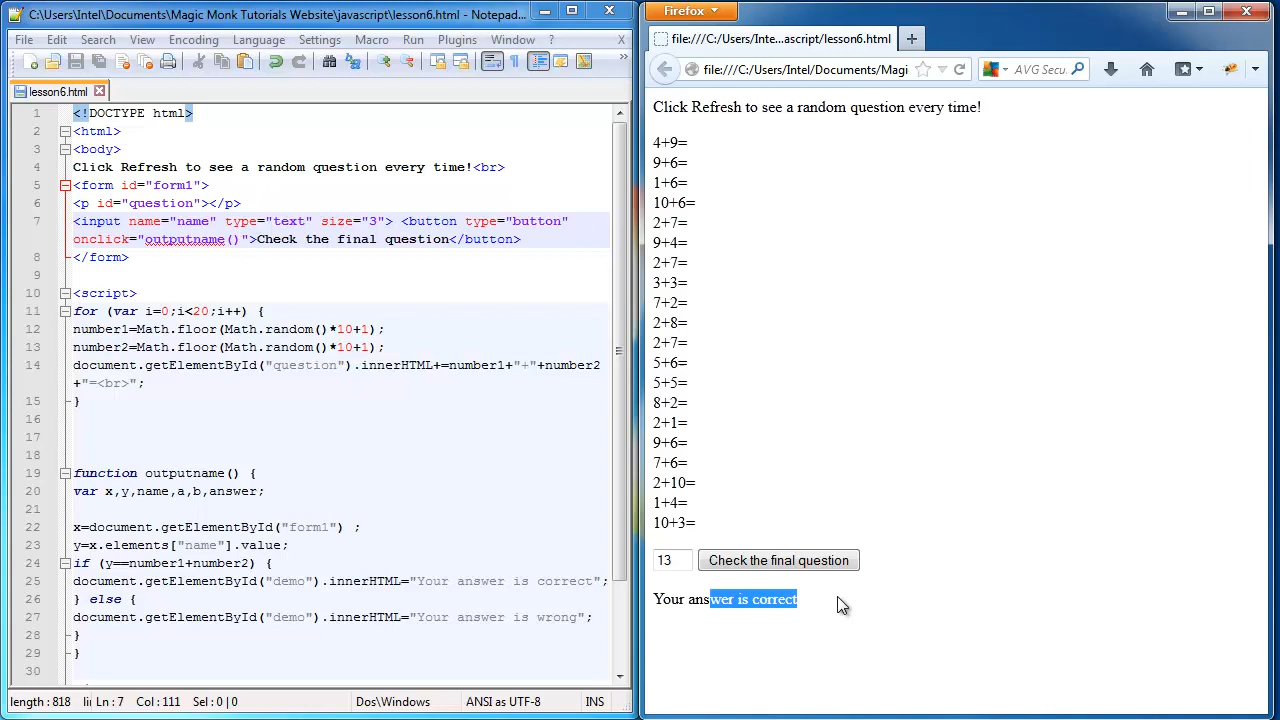 C:\Users\Intel\Documents\Magic Monk Tutorials Website\javascript\lesson6.html - Notepad...
File Edit Search View Encoding Language Settings Macro Run Plugins Window ? X
lesson6.html
1 <!DOCTYPE html>
2 <html>
3 <body>
4 Click Refresh to see a random question every time!<br>
5 <form id="form1">
6 <p id="question"></p>
7 <input name="name" type="text" size="3"> <button type="button"
onclick="outputname()">Check the final question</button>
8 </form>
9
10 <script>
11 for (var i=0;i<20;i++) {
12 number1=Math.floor(Math.random()*10+1);
13 number2=Math.floor(Math.random()*10+1);
14 document.getElementById("question").innerHTML+=number1+"+"+number2
+"=<br>";
15 }
16
17
18
19 function outputname() {
20 var x,y,name,a,b,answer;
21
22 x=document.getElementById("form1") ;
23 y=x.elements["name"].value;
24 if (y==number1+number2) {
25 document.getElementById("demo").innerHTML="Your answer is correct";
26 } else {
27 document.getElementById("demo").innerHTML="Your answer is wrong";
28 }
29 }
30
length : 818 Ln : 7 Col : 111 Sel : 0 | 0 Dos\Windows ANSI as UTF-8 INS
Firefox
file:///C:/Users/Inte...ascript/lesson6.html
file:///C:/Users/Intel/Documents/Magi AVG Secu
Click Refresh to see a random question every time!
4+9=
9+6=
1+6=
10+6=
2+7=
9+4=
2+7=
3+3=
7+2=
2+8=
2+7=
5+6=
5+5=
8+2=
2+1=
9+6=
7+6=
2+10=
1+4=
10+3=
13 Check the final question
Your answer is correct